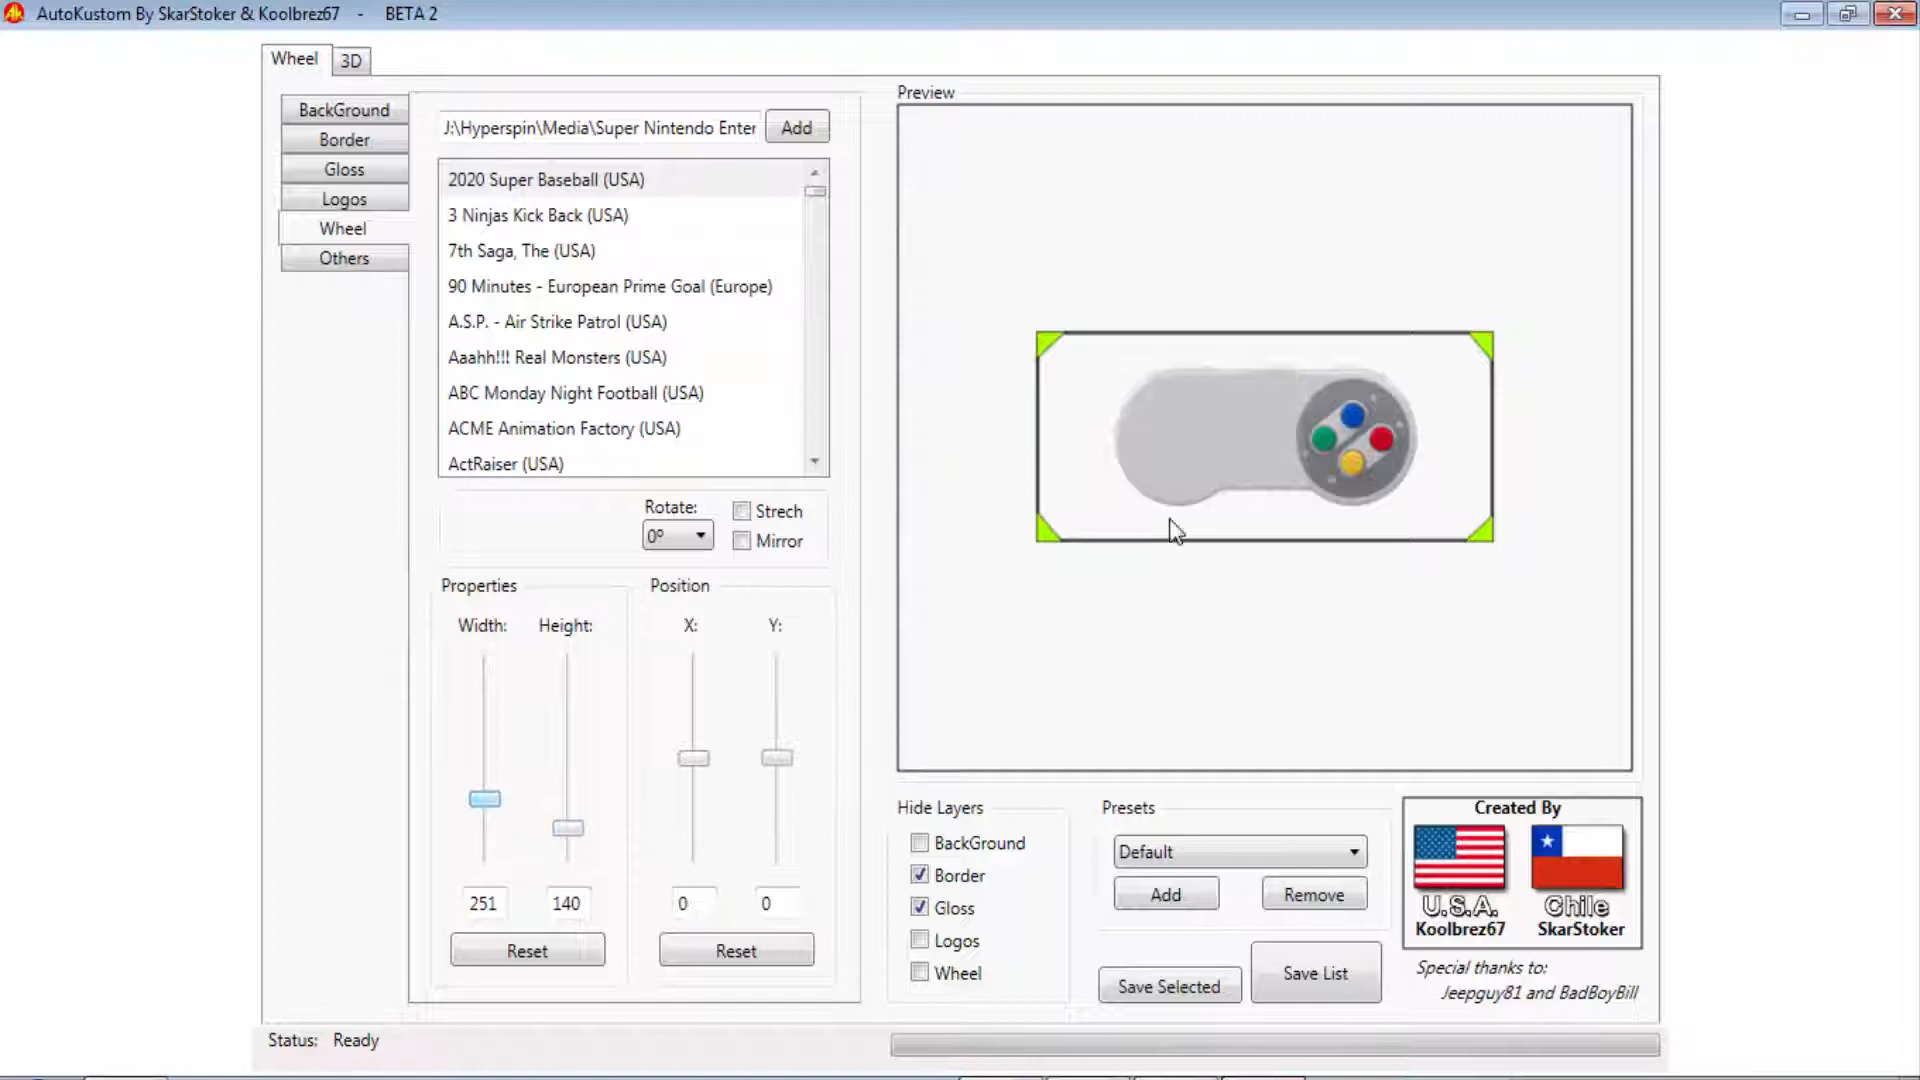 AutoKustom By SkarStoker & Koolbrez67 - BETA 2
Wheel
3D
BackGround
Border
Gloss
Logos
Wheel
Others
J:\Hyperspin\Media\Super Nintendo Enter
Add
2020 Super Baseball (USA)
3 Ninjas Kick Back (USA)
7th Saga, The (USA)
90 Minutes - European Prime Goal (Europe)
A.S.P. - Air Strike Patrol (USA)
Aaahh!!! Real Monsters (USA)
ABC Monday Night Football (USA)
ACME Animation Factory (USA)
ActRaiser (USA)
Rotate:
0º
Strech
Mirror
Properties
Width:
Height:
251
140
Reset
Position
X:
Y:
0
0
Reset
Preview
Hide Layers
BackGround
Border
Gloss
Logos
Wheel
Presets
Default
Add
Remove
Save Selected
Save List
Created By
U.S.A.
Koolbrez67
Chile
SkarStoker
Special thanks to:
Jeepguy81 and BadBoyBill
Status: Ready